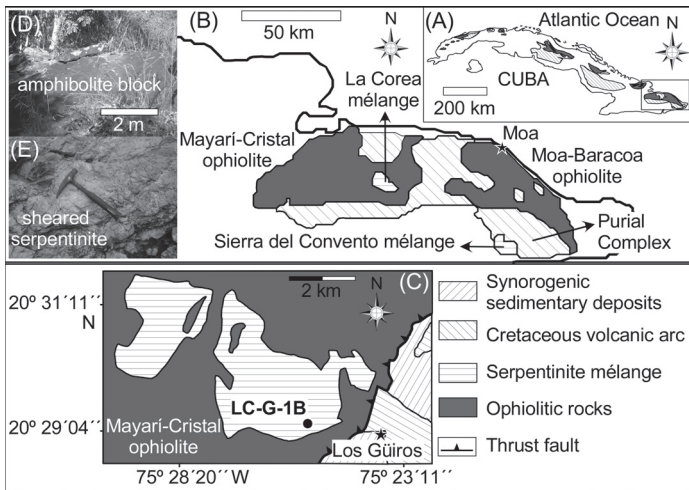 (D)
amphibolite block
2 m
(E)
sheared
serpentinite
(B)
50 km
N
La Corea
mélange
Mayarí-Cristal
ophiolite
Moa
Moa-Baracoa
ophiolite
Purial
Complex
Sierra del Convento mélange
(A)
Atlantic Ocean
N
CUBA
200 km
(C)
2 km
N
20º 31´11´´
N
20º 29´04´´
LC-G-1B
Mayarí-Cristal
ophiolite
Los Güiros
75º 28´20´´ W
75º 23´11´´
Synorogenic
sedimentary deposits
Cretaceous volcanic arc
Serpentinite mélange
Ophiolitic rocks
Thrust fault